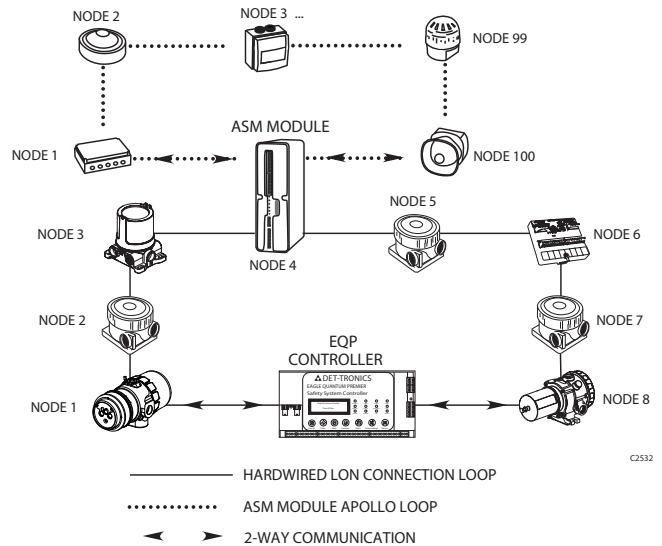 NODE 2
NODE 3 ...
NODE 99
ASM MODULE
NODE 1
NODE 100
NODE 5
NODE 3
NODE 6
NODE 4
NODE 2
NODE 7
EQP
CONTROLLER
DET-TRONICS
EAGLE QUANTUM PREMIER
Safety System Controller
NODE 1
NODE 8
C2532
HARDWIRED LON CONNECTION LOOP
ASM MODULE APOLLO LOOP
2-WAY COMMUNICATION